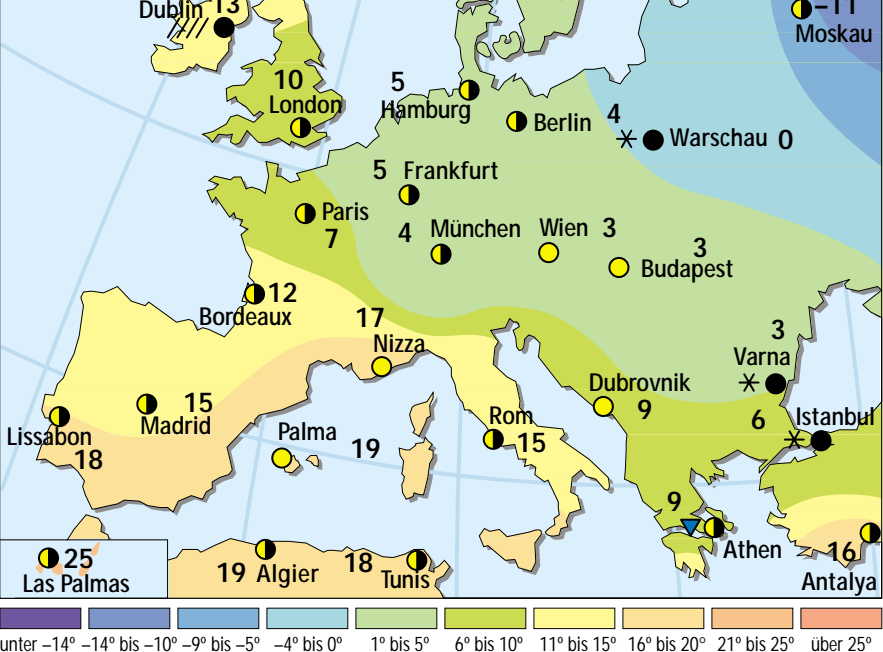 Dublin 13
–11
Moskau
10
London
5
Hamburg
Berlin
4
Warschau 0
5 Frankfurt
Paris
7
4 München
Wien 3
3
Budapest
12
Bordeaux
17
Nizza
3
Varna
Dubrovnik
9
6 Istanbul
15
Madrid
Lissabon
18
Palma
19
Rom
15
9
Athen
16
Antalya
25
Las Palmas
19 Algier
18
Tunis
unter –14° –14° bis –10° –9° bis –5° –4° bis 0° 1° bis 5° 6° bis 10° 11° bis 15° 16° bis 20° 21° bis 25° über 25°